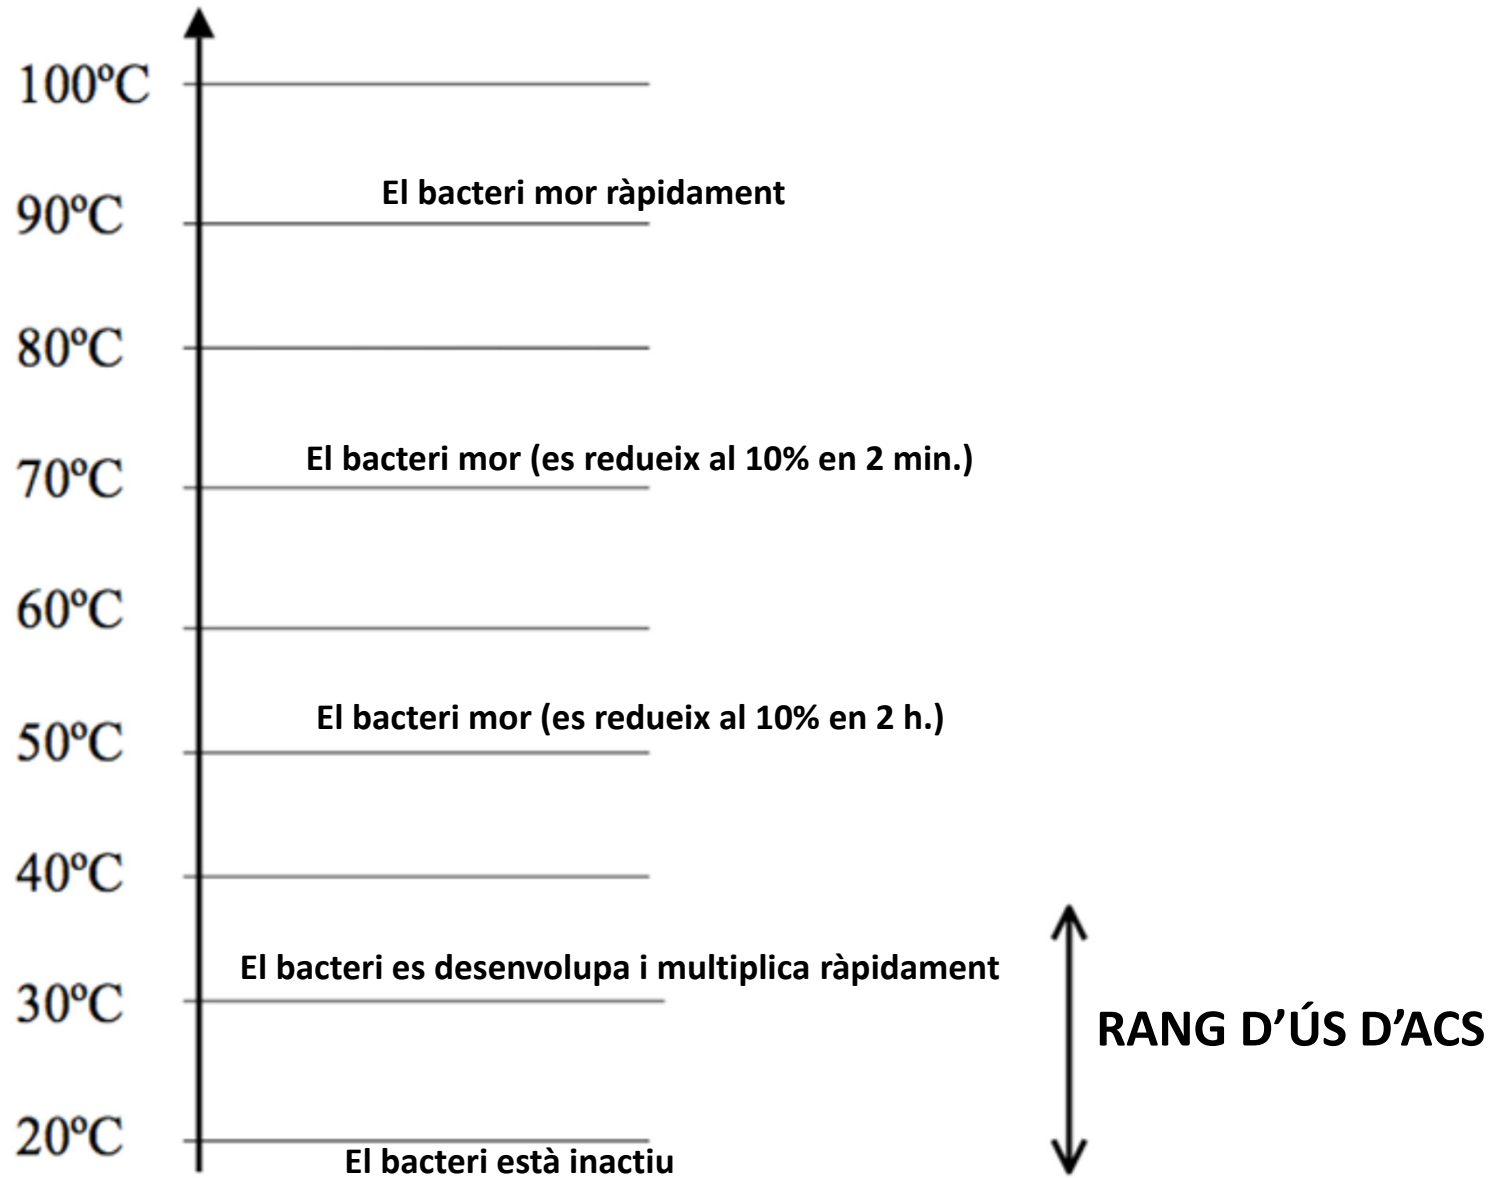 100ºC
El bacteri mor ràpidament
90ºC
80ºC
El bacteri mor (es redueix al 10% en 2 min.)
70ºC
60ºC
El bacteri mor (es redueix al 10% en 2 h.)
50ºC
40ºC
El bacteri es desenvolupa i multiplica ràpidament
30ºC
RANG D’ÚS D’ACS
20ºC
El bacteri està inactiu